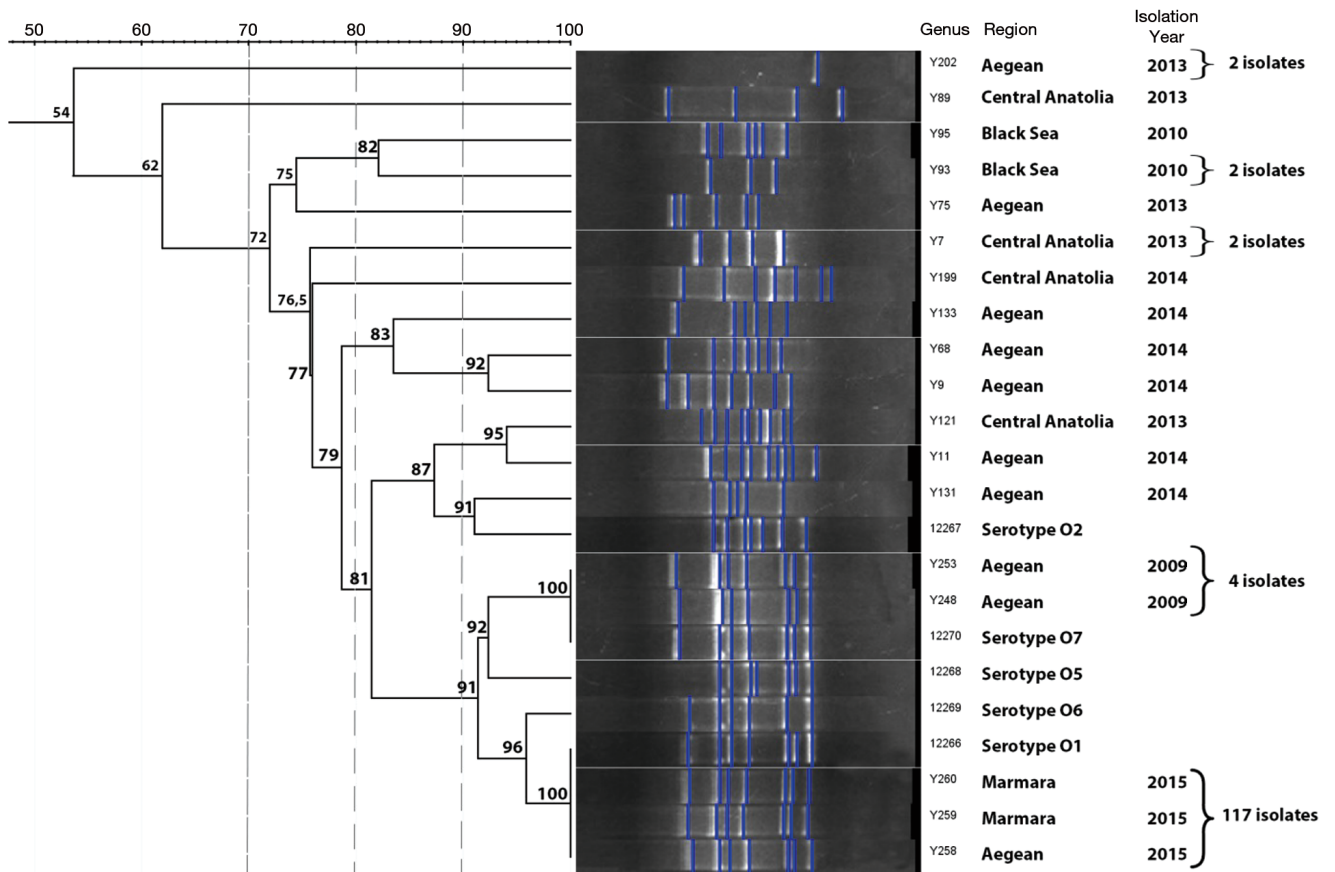 50 60 70 80 90 100 Genus Region Isolation Year
Y202 Aegean 2013 2 isolates
Y89 Central Anatolia 2013
Y95 Black Sea 2010
Y93 Black Sea 2010 2 isolates
Y75 Aegean 2013
Y7 Central Anatolia 2013 2 isolates
Y199 Central Anatolia 2014
Y133 Aegean 2014
Y68 Aegean 2014
Y9 Aegean 2014
Y121 Central Anatolia 2013
Y11 Aegean 2014
Y131 Aegean 2014
12267 Serotype O2
Y253 Aegean 2009
4 isolates
Y248 Aegean 2009
12270 Serotype O7
12268 Serotype O5
12269 Serotype O6
12266 Serotype O1
Y260 Marmara 2015
Y259 Marmara 2015 117 isolates
Y258 Aegean 2015
54
62
82
75
72
76,5
83
92
77
95
79
87
91
81
100
92
91
96
100